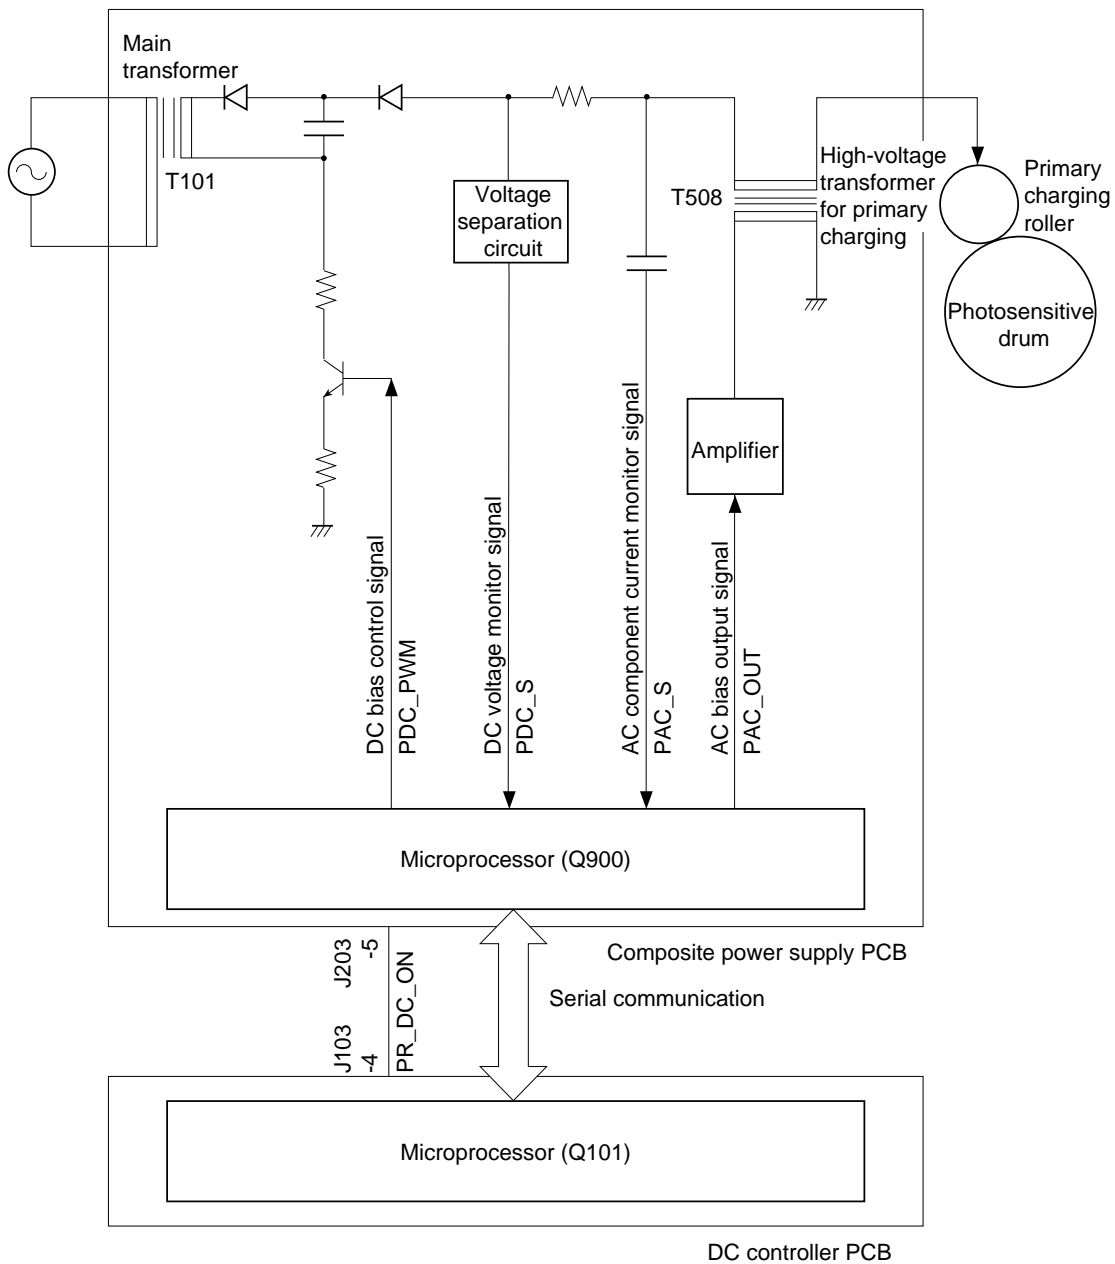 Main
transformer
T101
Voltage
separation
circuit
T508
High-voltage
transformer
for primary
charging
Primary
charging
roller
Photosensitive
drum
Amplifier
DC bias control signal
PDC_PWM
DC voltage monitor signal
PDC_S
AC component current monitor signal
PAC_S
AC bias output signal
PAC_OUT
Microprocessor (Q900)
J203
-5
J103
-4
PR_DC_ON
Composite power supply PCB
Serial communication
Microprocessor (Q101)
DC controller PCB